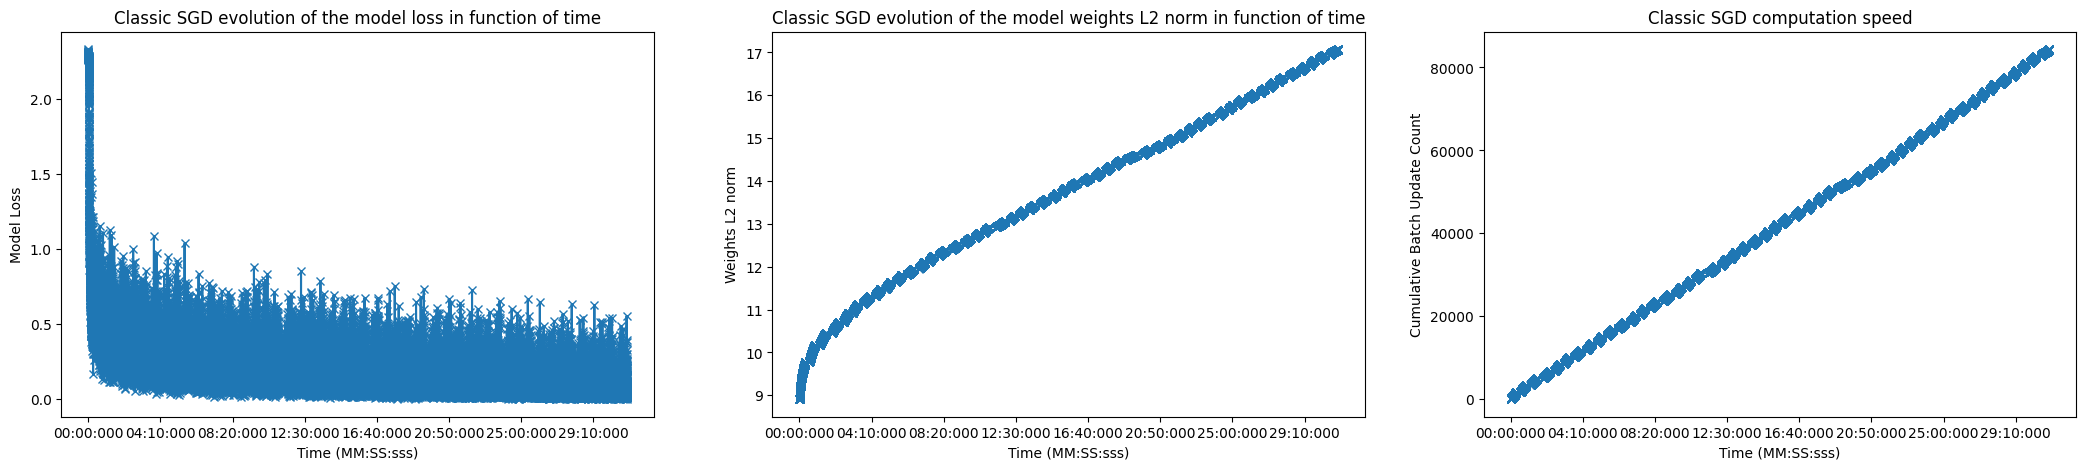 Classic SGD evolution of the model loss in function of time
Model Loss
2.0
1.5
1.0
0.5
0.0
00:00:000 04:10:000 08:20:000 12:30:000 16:40:000 20:50:000 25:00:000 29:10:000
Time (MM:SS:sss)
Classic SGD evolution of the model weights L2 norm in function of time
Weights L2 norm
17
16
15
14
13
12
11
10
9
00:00:000 04:10:000 08:20:000 12:30:000 16:40:000 20:50:000 25:00:000 29:10:000
Time (MM:SS:sss)
Classic SGD computation speed
Cumulative Batch Update Count
80000
60000
40000
20000
0
00:00:000 04:10:000 08:20:000 12:30:000 16:40:000 20:50:000 25:00:000 29:10:000
Time (MM:SS:sss)